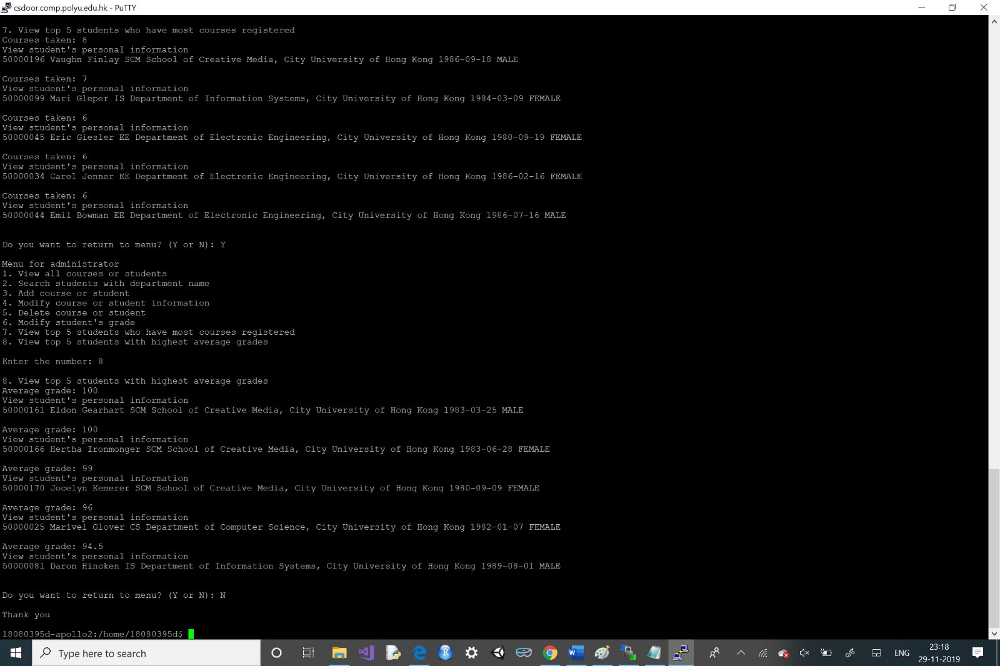 csdoor.comp.polyu.edu.hk - PuTTY
7. View top 5 students who have most courses registered
Courses taken: 8
View student's personal information
50000196 Vaughn Finlay SCM School of Creative Media, City University of Hong Kong 1986-09-18 MALE
Courses taken: 7
View student's personal information
50000099 Mari Gleper IS Department of Information Systems, City University of Hong Kong 1984-03-09 FEMALE
Courses taken: 6
View student's personal information
50000045 Eric Giesler EE Department of Electronic Engineering, City University of Hong Kong 1980-09-19 FEMALE
Courses taken: 6
View student's personal information
50000034 Carol Jenner EE Department of Electronic Engineering, City University of Hong Kong 1986-02-16 FEMALE
Courses taken: 6
View student's personal information
50000044 Emil Bowman EE Department of Electronic Engineering, City University of Hong Kong 1986-07-16 MALE
Do you want to return to menu? (Y or N): Y
Menu for administrator
1. View all courses or students
2. Search students with department name
3. Add course or student
4. Modify course or student information
5. Delete course or student
6. Modify student's grade
7. View top 5 students who have most courses registered
8. View top 5 students with highest average grades
Enter the number: 8
8. View top 5 students with highest average grades
Average grade: 100
View student's personal information
50000161 Eldon Gearhart SCM School of Creative Media, City University of Hong Kong 1983-03-25 MALE
Average grade: 100
View student's personal information
50000166 Hertha Ironmonger SCM School of Creative Media, City University of Hong Kong 1983-06-28 FEMALE
Average grade: 99
View student's personal information
50000170 Jocelyn Kemerer SCM School of Creative Media, City University of Hong Kong 1980-09-09 FEMALE
Average grade: 96
View student's personal information
50000025 Marivel Glover CS Department of Computer Science, City University of Hong Kong 1982-01-07 FEMALE
Average grade: 94.5
View student's personal information
50000081 Daron Hincken IS Department of Information Systems, City University of Hong Kong 1989-08-01 MALE
Do you want to return to menu? (Y or N): N
Thank you
18080395d-apollo2:/home/18080395d$
Type here to search
ENG
23:18
29-11-2019